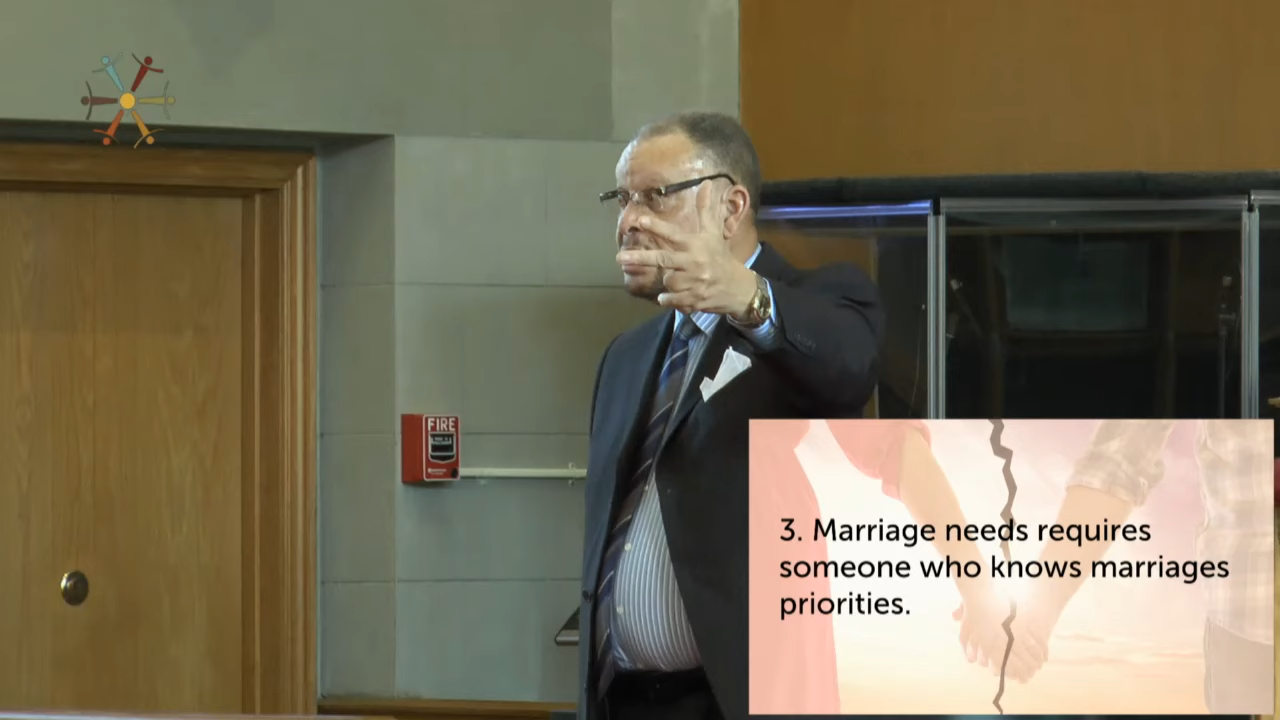 FIRE
3. Marriage needs requires
someone who knows marriages
priorities.